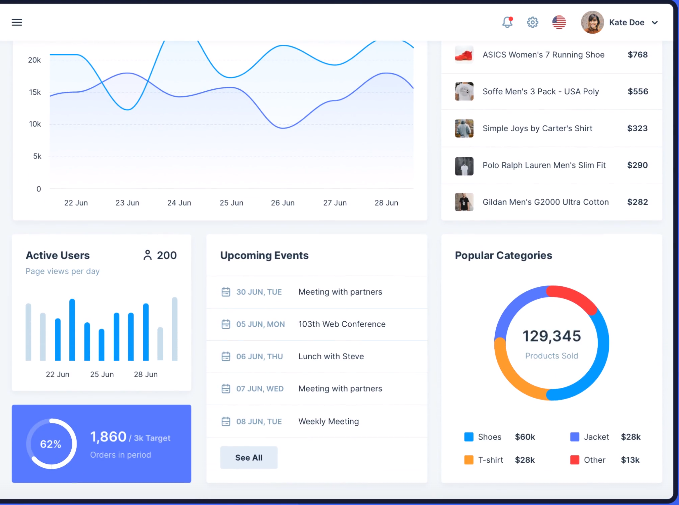 Kate Doe
20k
15k
10k
5k
0
22 Jun 23 Jun 24 Jun 25 Jun 26 Jun 27 Jun 28 Jun
ASICS Women's 7 Running Shoe $768
Soffe Men's 3 Pack - USA Poly $556
Simple Joys by Carter's Shirt $323
Polo Ralph Lauren Men's Slim Fit $290
Gildan Men's G2000 Ultra Cotton $282
Active Users 200
Page views per day
22 Jun 25 Jun 28 Jun
62%
1,860 / 3k Target
Orders in period
Upcoming Events
30 JUN, TUE Meeting with partners
05 JUN, MON 103th Web Conference
06 JUN, THU Lunch with Steve
07 JUN, WED Meeting with partners
08 JUN, TUE Weekly Meeting
See All
Popular Categories
129,345
Products Sold
Shoes $60k Jacket $28k
T-shirt $28k Other $13k